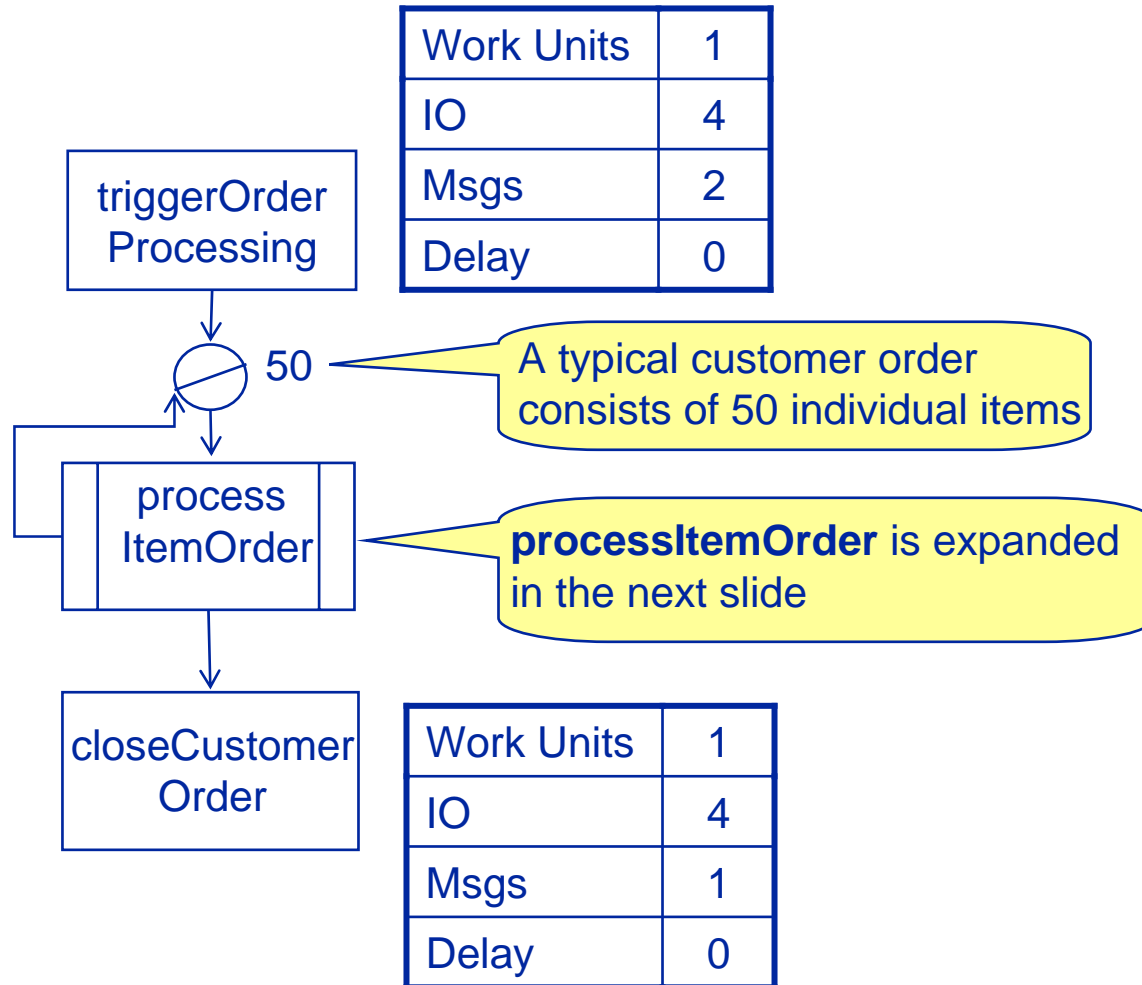 Work Units 1
IO 4
Msgs 2
Delay 0
triggerOrder
Processing
50
A typical customer order
consists of 50 individual items
process
ItemOrder
processItemOrder is expanded
in the next slide
closeCustomer
Order
Work Units 1
IO 4
Msgs 1
Delay 0